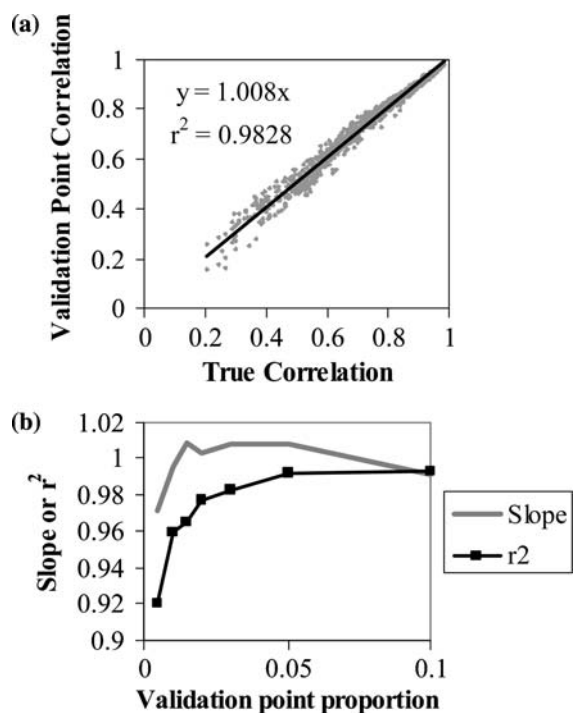 (a)
Validation Point Correlation
1
0.8
0.6
0.4
0.2
0
y = 1.008x
r² = 0.9828
0 0.2 0.4 0.6 0.8 1
True Correlation
(b)
Slope or r²
1.02
1
0.98
0.96
0.94
0.92
0.9
0 0.05 0.1
Validation point proportion
Slope
r2